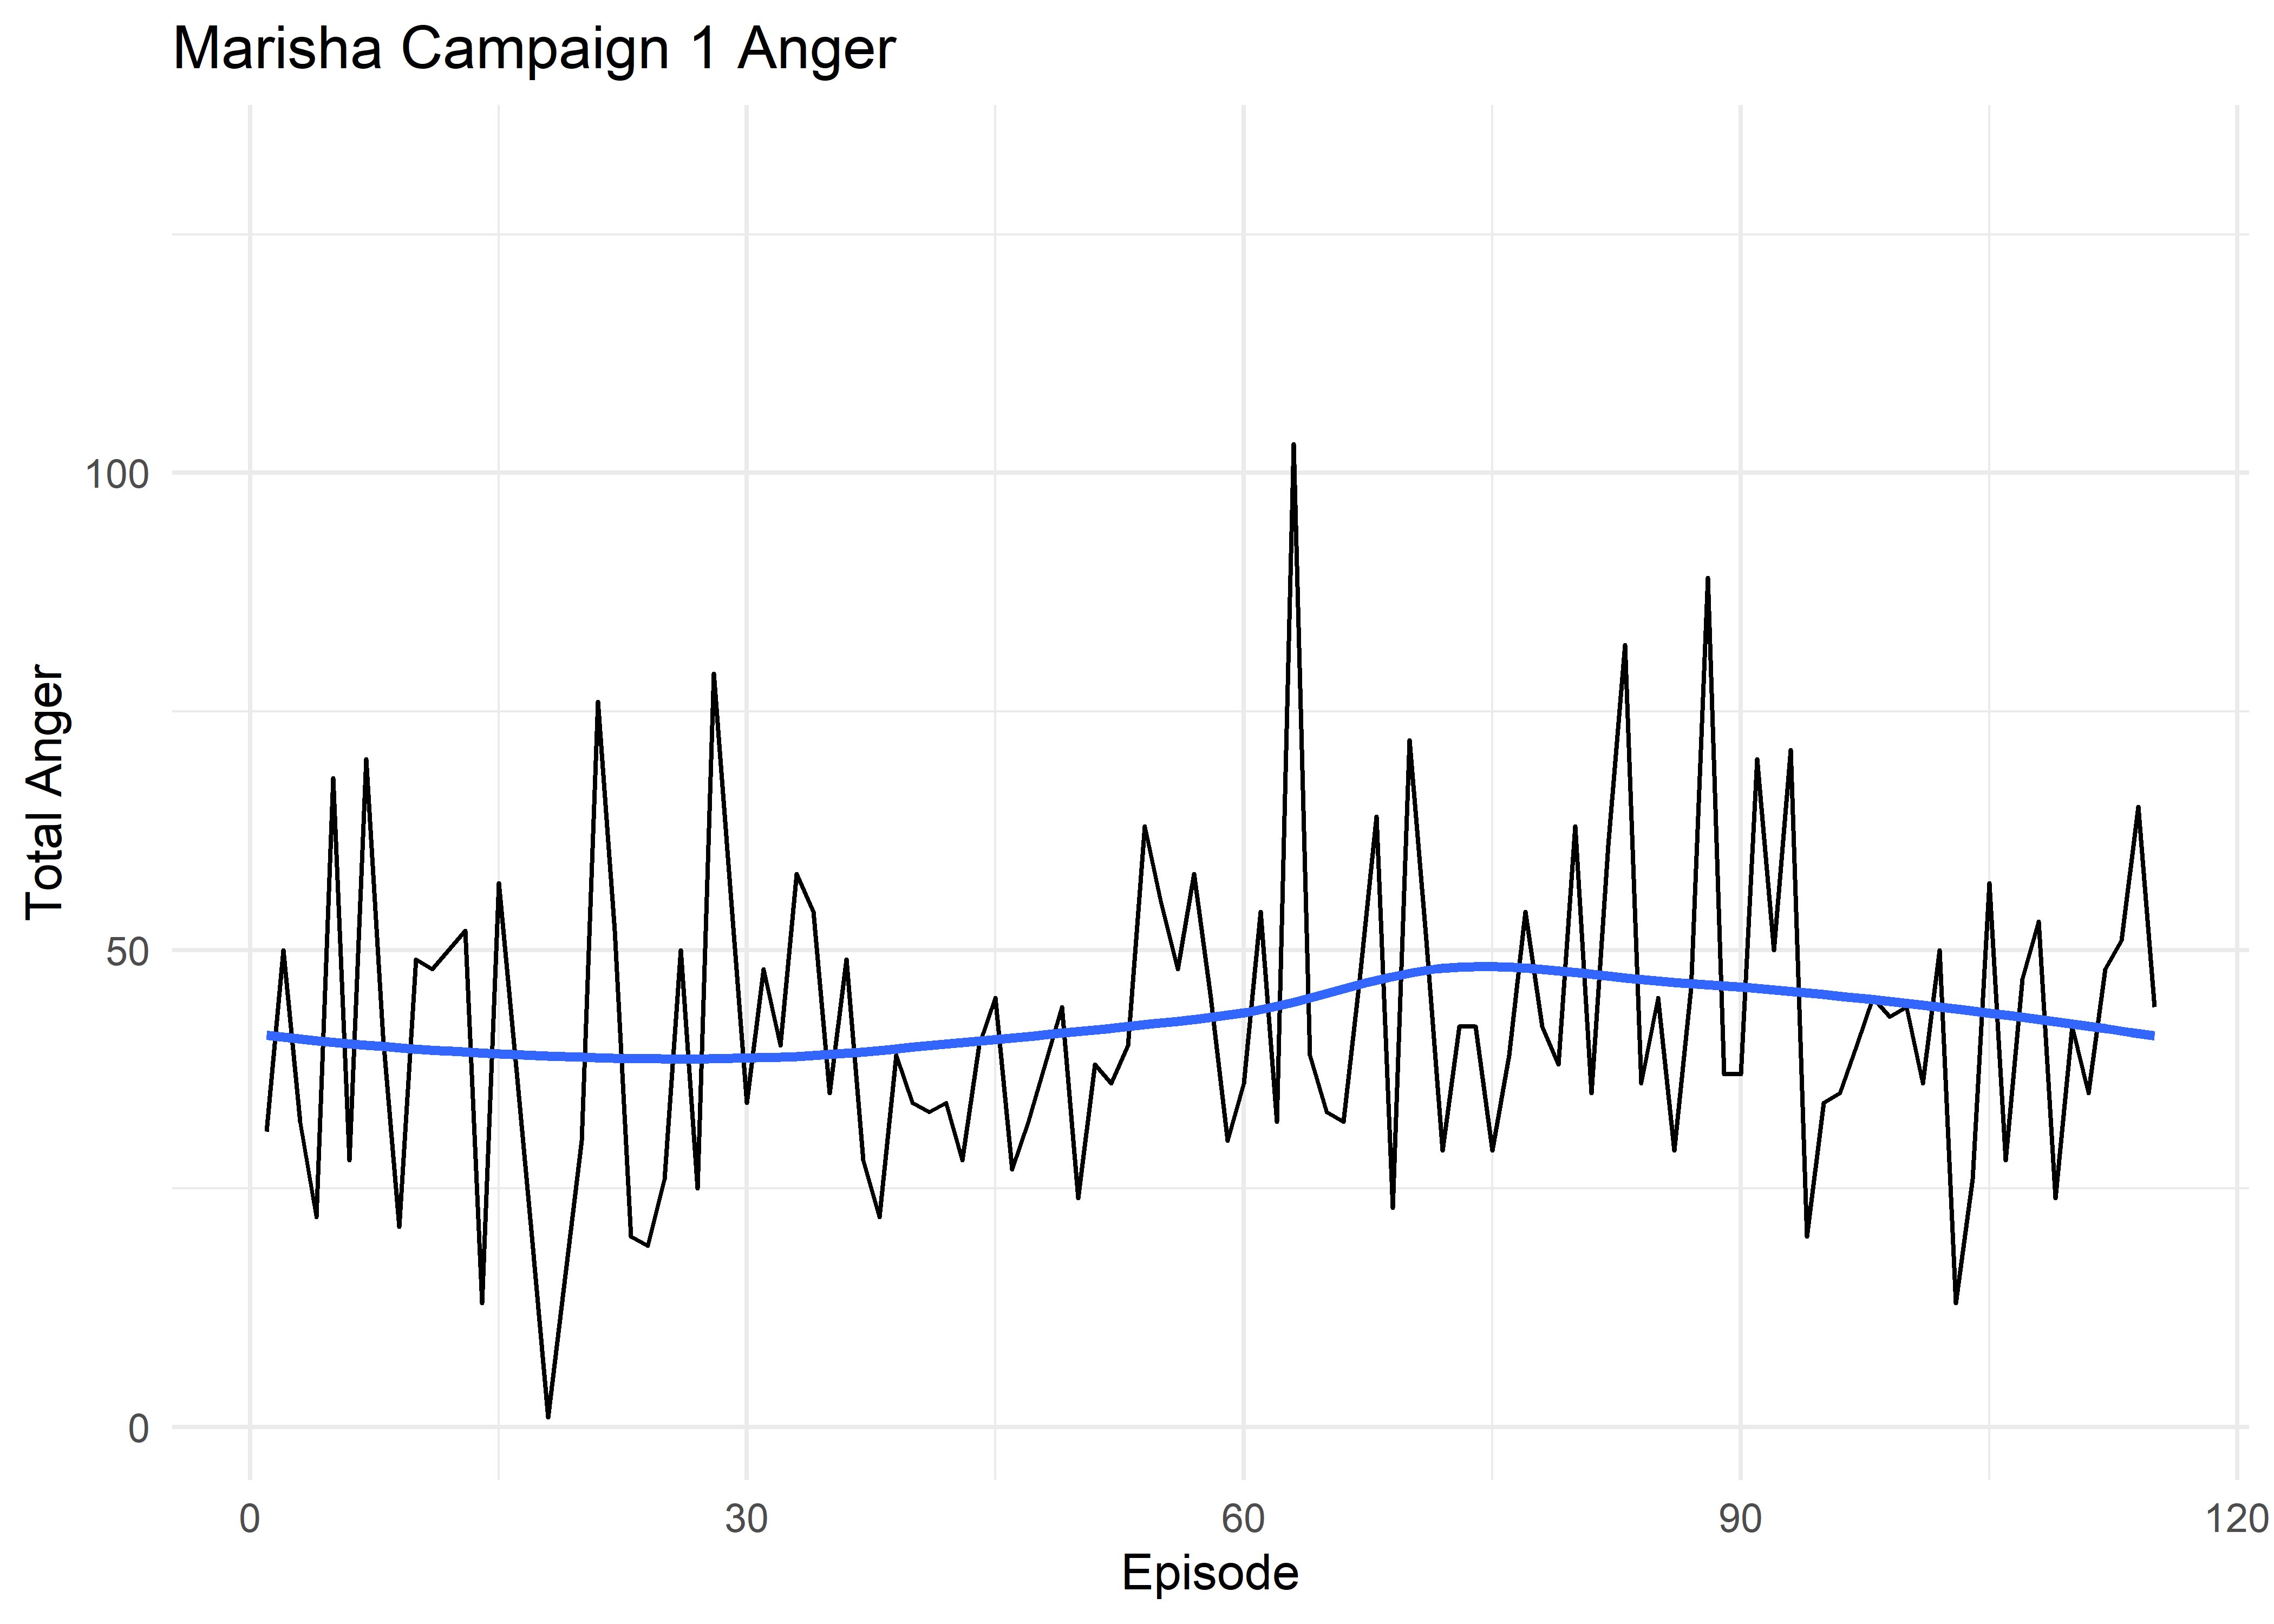 Marisha Campaign 1 Anger
Total Anger
100
50
0
0 30 60 90 120
Episode